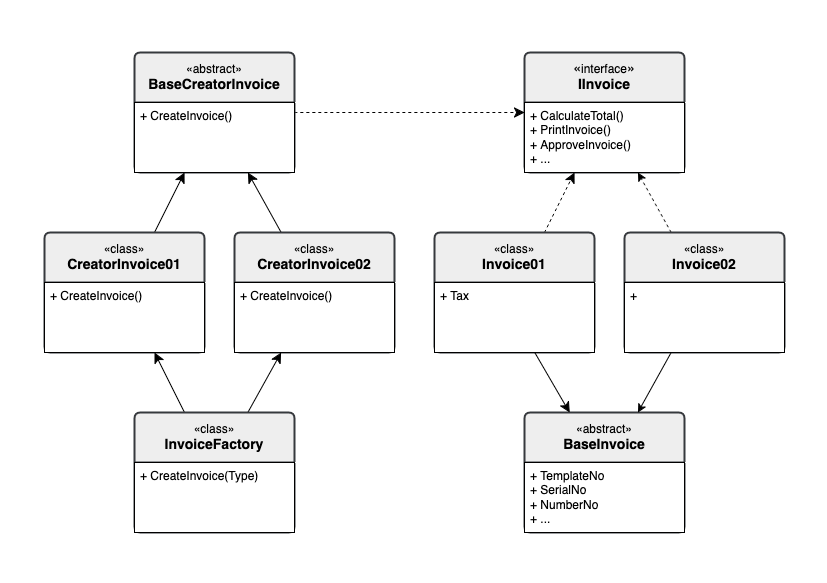 «abstract»
BaseCreatorInvoice
+ CreateInvoice()
«interface»
IInvoice
+ CalculateTotal()
+ PrintInvoice()
+ ApproveInvoice()
+ ...
«class»
CreatorInvoice01
+ CreateInvoice()
«class»
CreatorInvoice02
+ CreateInvoice()
«class»
Invoice01
+ Tax
«class»
Invoice02
+
«class»
InvoiceFactory
+ CreateInvoice(Type)
«abstract»
BaseInvoice
+ TemplateNo
+ SerialNo
+ NumberNo
+ ...